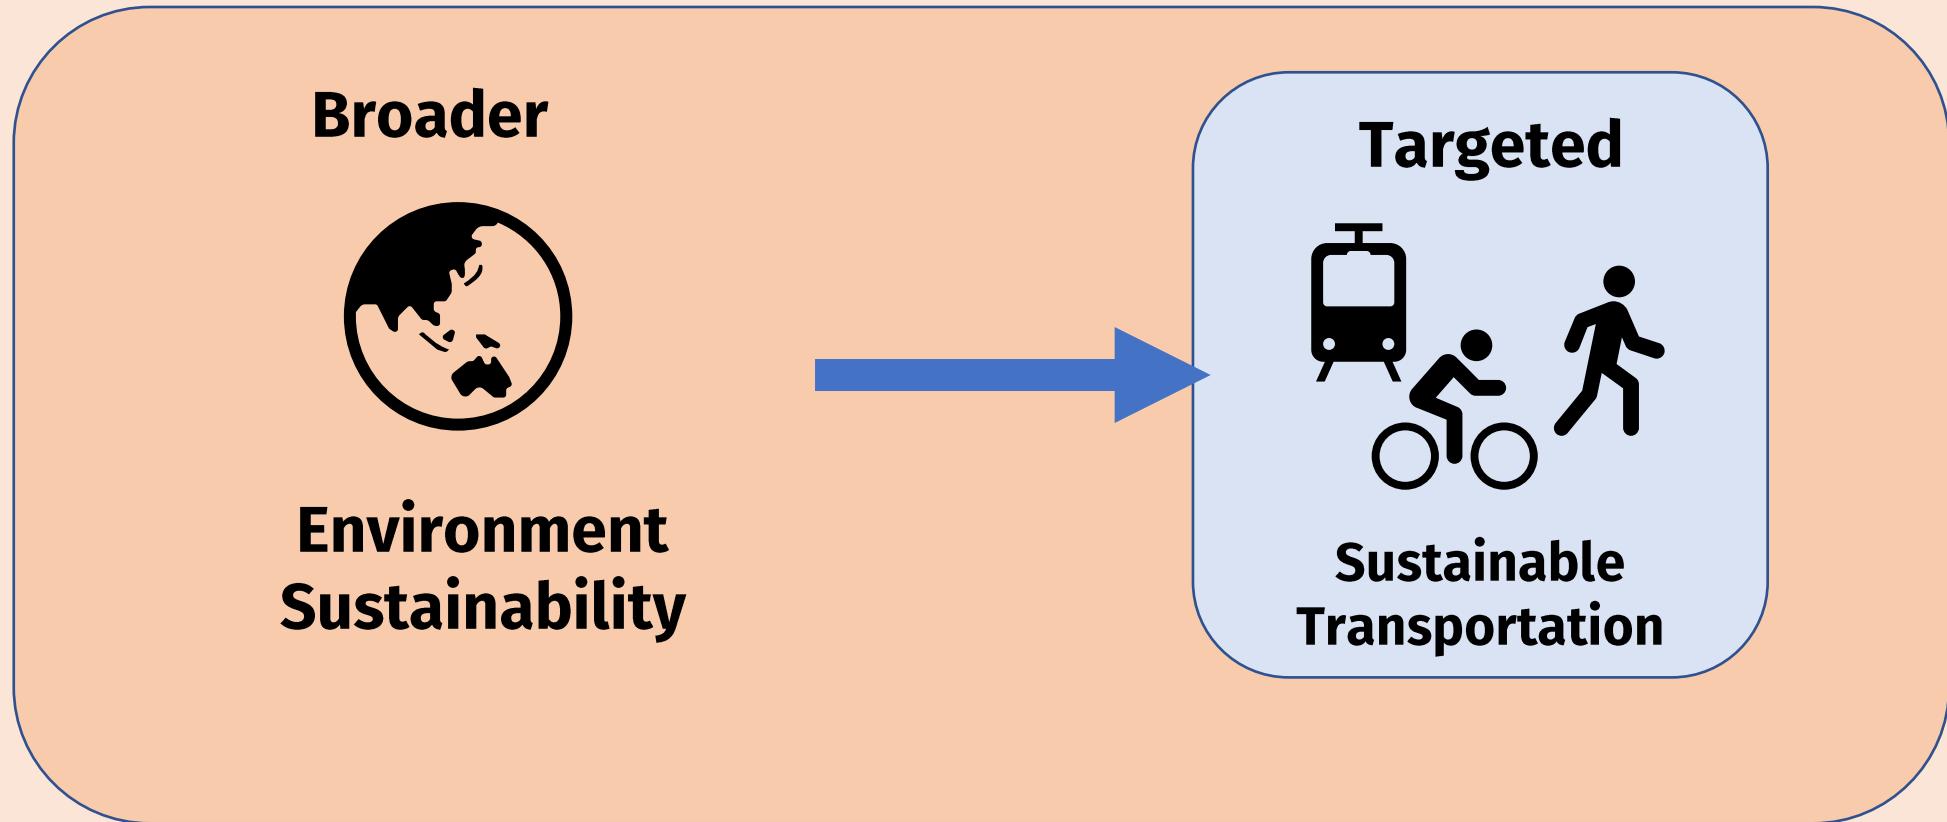 Broader
Environment
Sustainability
Targeted
Sustainable
Transportation